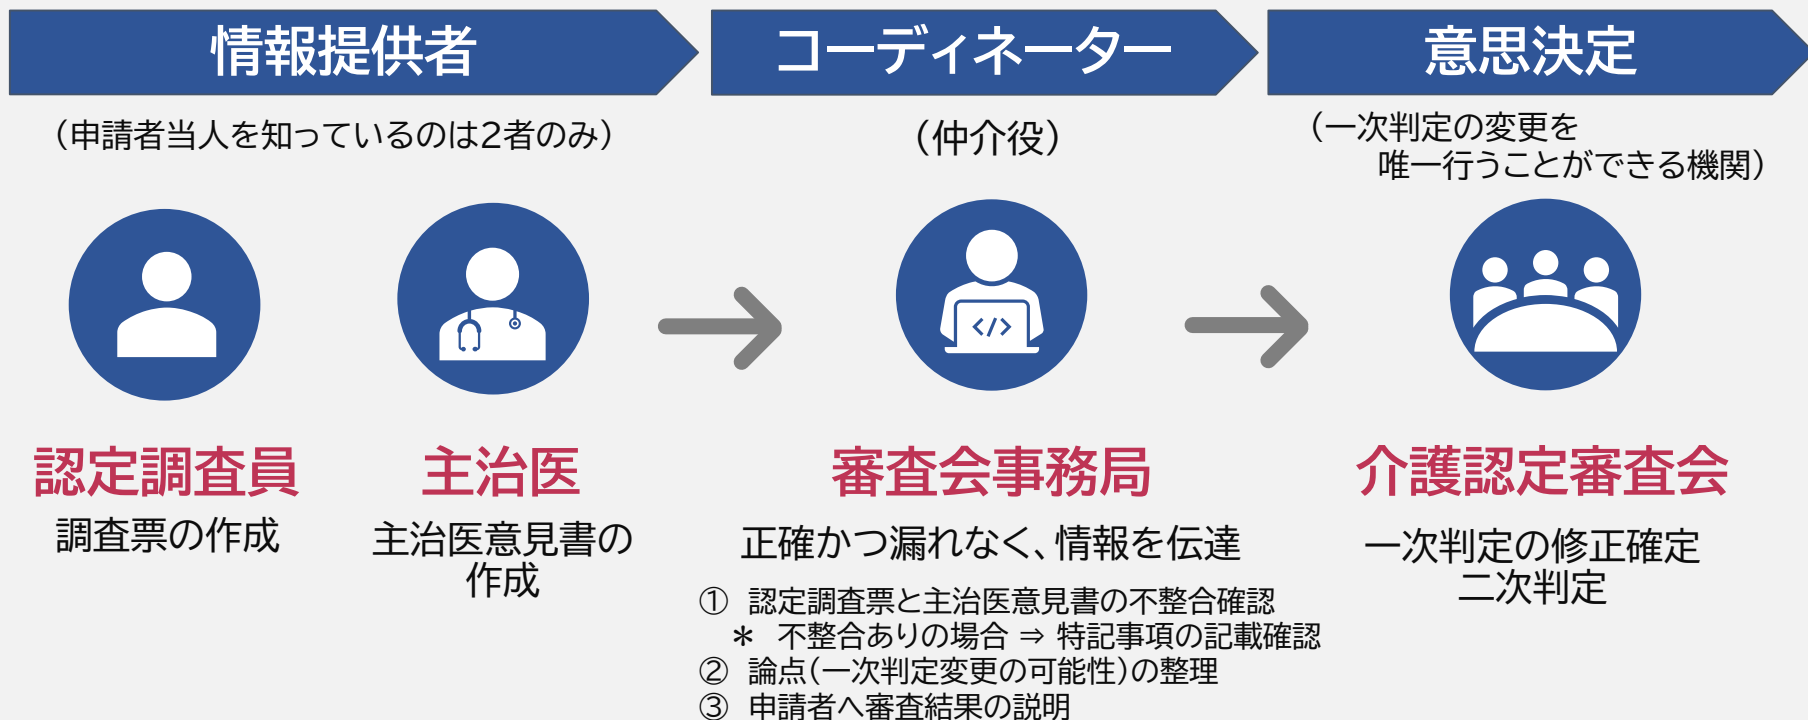 情報提供者
コーディネーター
意思決定
（申請者当人を知っているのは2者のみ）
（仲介役）
（一次判定の変更を
唯一行うことができる機関）
</>
認定調査員
主治医
審査会事務局
介護認定審査会
調査票の作成
主治医意見書の
作成
正確かつ漏れなく、情報を伝達
① 認定調査票と主治医意見書の不整合確認
＊ 不整合ありの場合 ⇒ 特記事項の記載確認
② 論点（一次判定変更の可能性）の整理
③ 申請者へ審査結果の説明
一次判定の修正確定
二次判定